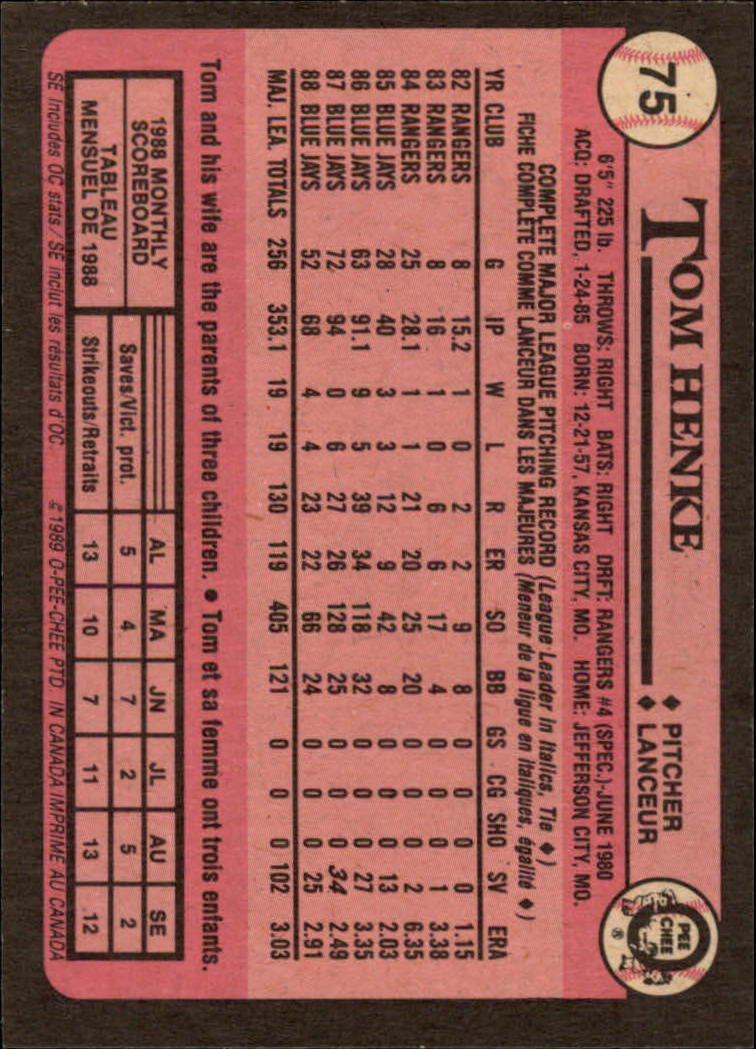 75
TOM HENKE
♦ PITCHER
♦ LANCEUR
O PEE CHEE ®
6'5" 225 lb. THROWS: RIGHT BATS: RIGHT DRFT: RANGERS #4 (SPEC.)-JUNE 1980
ACQ: DRAFTED, 1-24-85 BORN: 12-21-57, KANSAS CITY, MO. HOME: JEFFERSON CITY, MO.
COMPLETE MAJOR LEAGUE PITCHING RECORD (League Leader in Italics, Tie ♦)
FICHE COMPLÈTE COMME LANCEUR DANS LES MAJEURES (Meneur de la ligue en italiques, égalité ♦)
YR CLUB G IP W L R ER SO BB GS CG SHO SV ERA
82 RANGERS 8 15.2 1 0 2 2 9 8 0 0 0 0 1.15
83 RANGERS 8 16 1 0 6 6 17 4 0 0 0 1 3.38
84 RANGERS 25 28.1 1 1 21 20 25 20 0 0 0 2 6.35
85 BLUE JAYS 28 40 3 3 12 9 42 8 0 0 0 13 2.03
86 BLUE JAYS 63 91.1 9 5 39 34 118 32 0 0 0 27 3.35
87 BLUE JAYS 72 94 0 6 27 26 128 25 0 0 0 34 2.49
88 BLUE JAYS 52 68 4 4 23 22 66 24 0 0 0 25 2.91
MAJ. LEA. TOTALS 256 353.1 19 19 130 119 405 121 0 0 0 102 3.03
Tom and his wife are the parents of three children. ● Tom et sa femme ont trois enfants.
1988 MONTHLY SCOREBOARD
TABLEAU MENSUEL DE 1988
AL MA JN JL AU SE
Saves/Vict. prot. 5 4 7 2 5 2
Strikeouts/Retraits 13 10 7 11 13 12
SE includes OC stats/ SE inclut les résultats d'OC. © 1989 O-PEE-CHEE PTD. IN CANADA/IMPRIMÉ AU CANADA